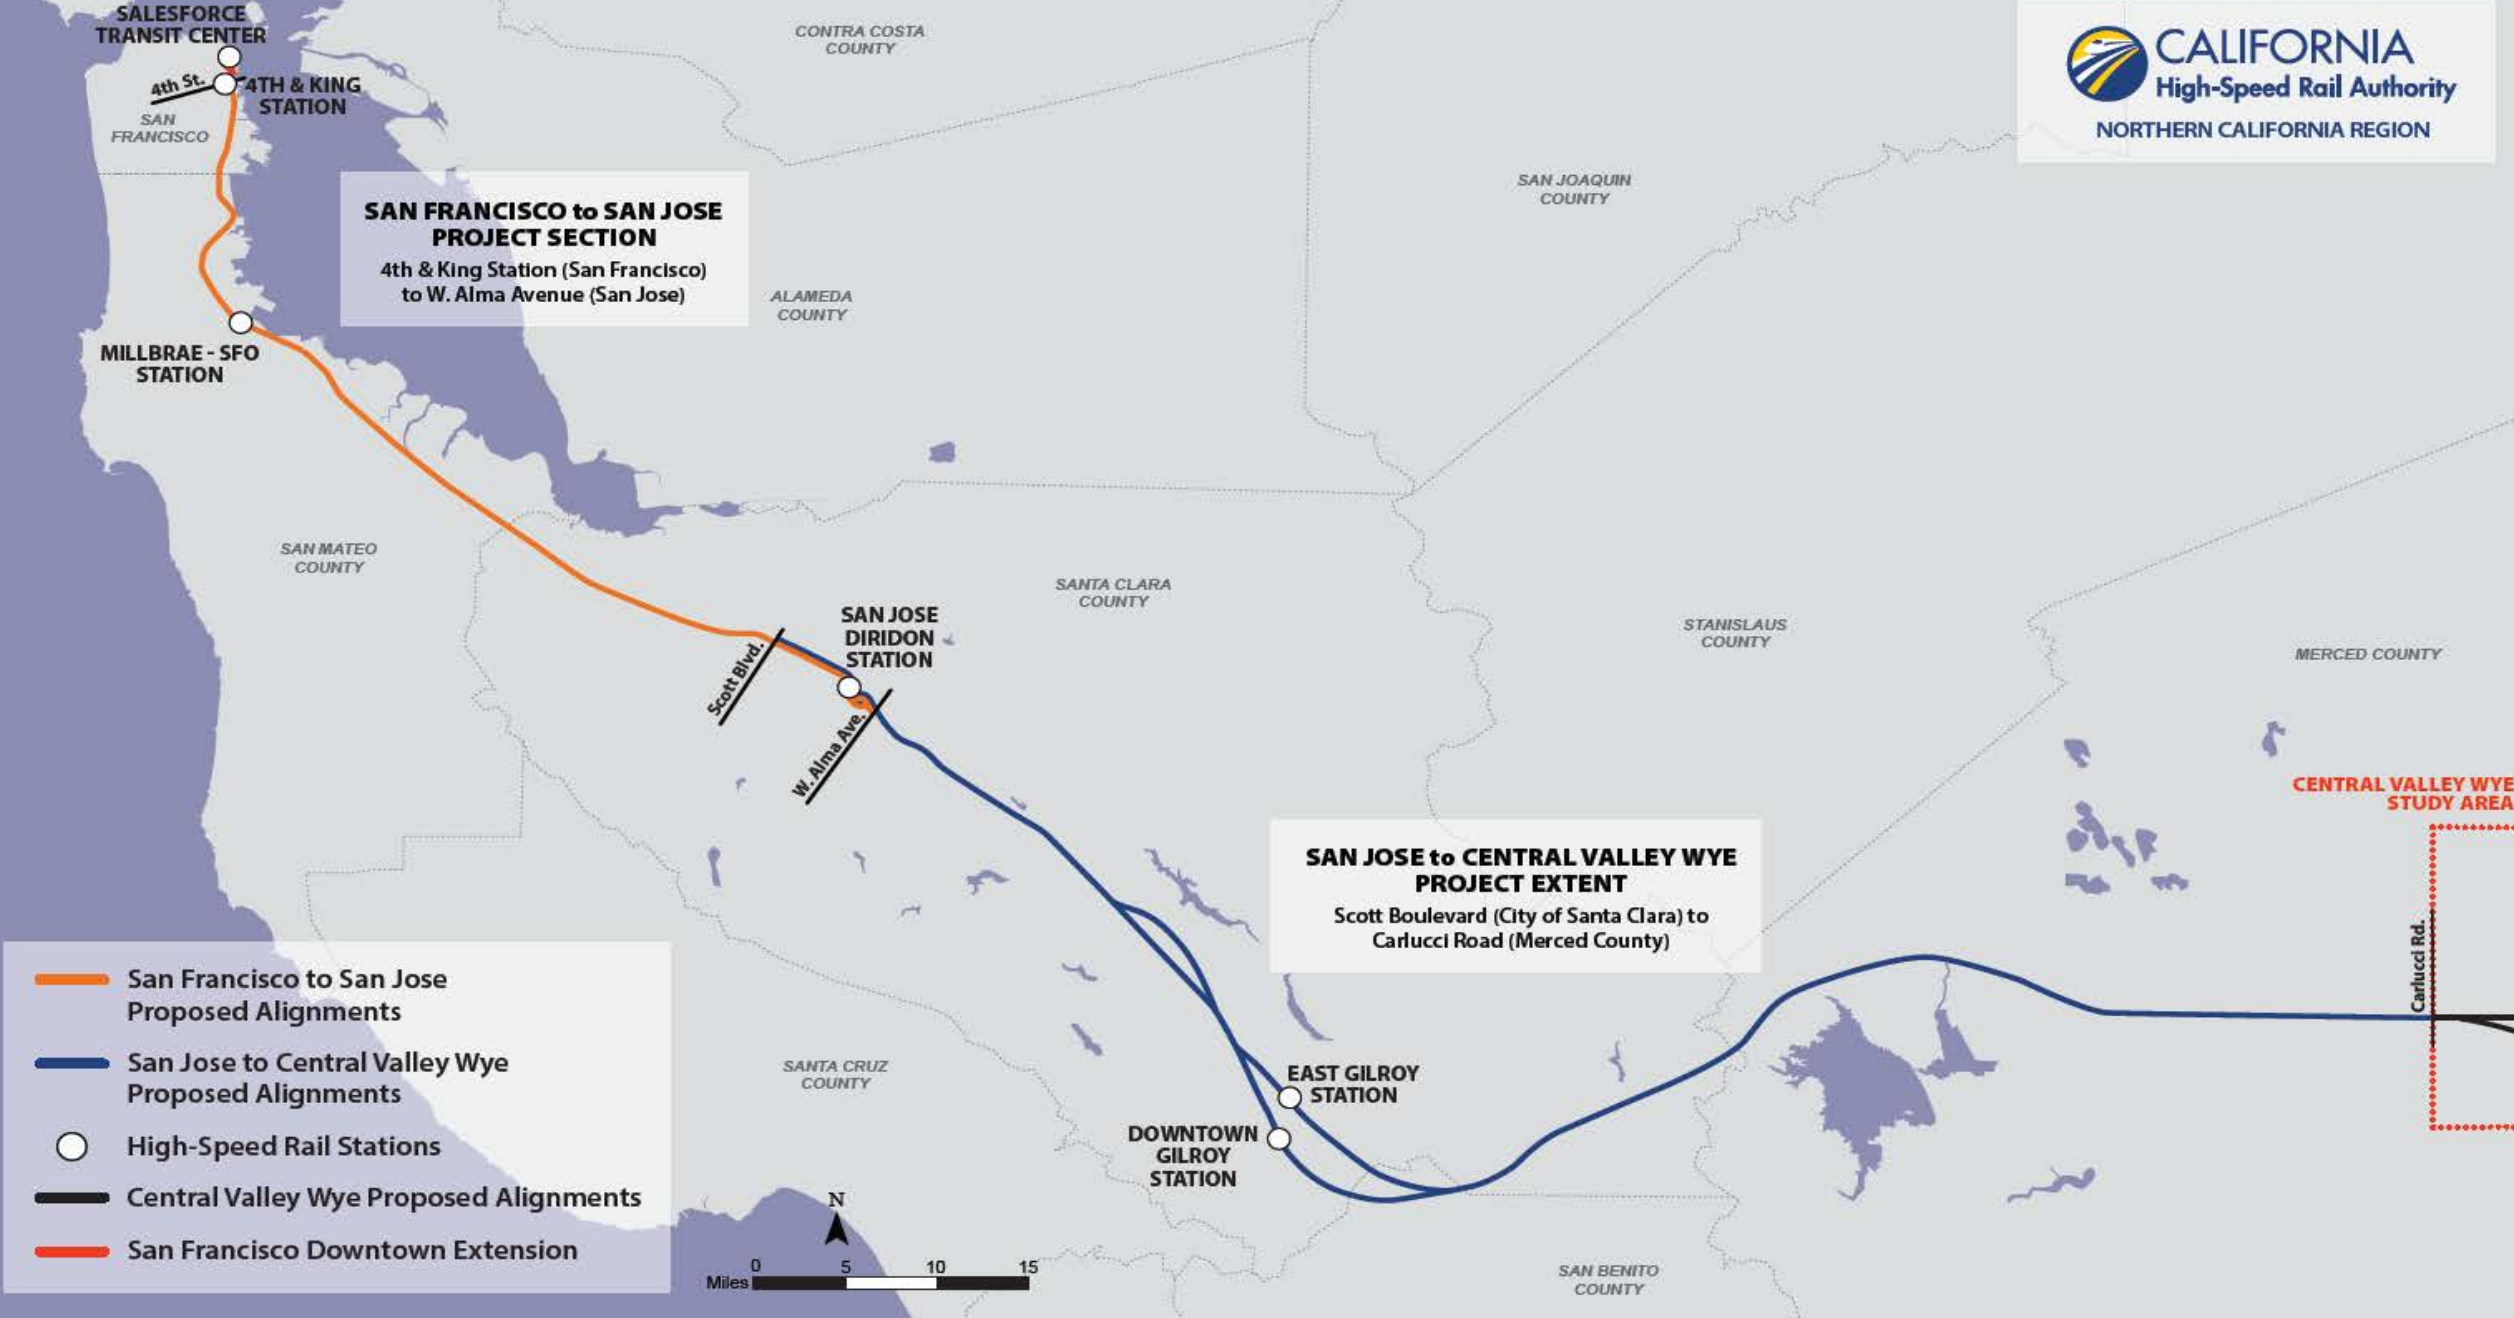 SALESFORCE
TRANSIT CENTER
4th St.
4TH & KING
STATION
SAN
FRANCISCO
CONTRA COSTA
COUNTY
CALIFORNIA
High-Speed Rail Authority
NORTHERN CALIFORNIA REGION
SAN FRANCISCO to SAN JOSE
PROJECT SECTION
4th & King Station (San Francisco)
to W. Alma Avenue (San Jose)
SAN JOAQUIN
COUNTY
ALAMEDA
COUNTY
MILLBRAE - SFO
STATION
SAN MATEO
COUNTY
SANTA CLARA
COUNTY
SAN JOSE
DIRIDON
STATION
Scott Blvd.
W. Alma Ave.
STANISLAUS
COUNTY
MERCED COUNTY
CENTRAL VALLEY WYE
STUDY AREA
Carlucci Rd.
SAN JOSE to CENTRAL VALLEY WYE
PROJECT EXTENT
Scott Boulevard (City of Santa Clara) to
Carlucci Road (Merced County)
San Francisco to San Jose
Proposed Alignments
San Jose to Central Valley Wye
Proposed Alignments
High-Speed Rail Stations
Central Valley Wye Proposed Alignments
San Francisco Downtown Extension
SANTA CRUZ
COUNTY
EAST GILROY
STATION
DOWNTOWN
GILROY
STATION
N
0 5 10 15
Miles
SAN BENITO
COUNTY